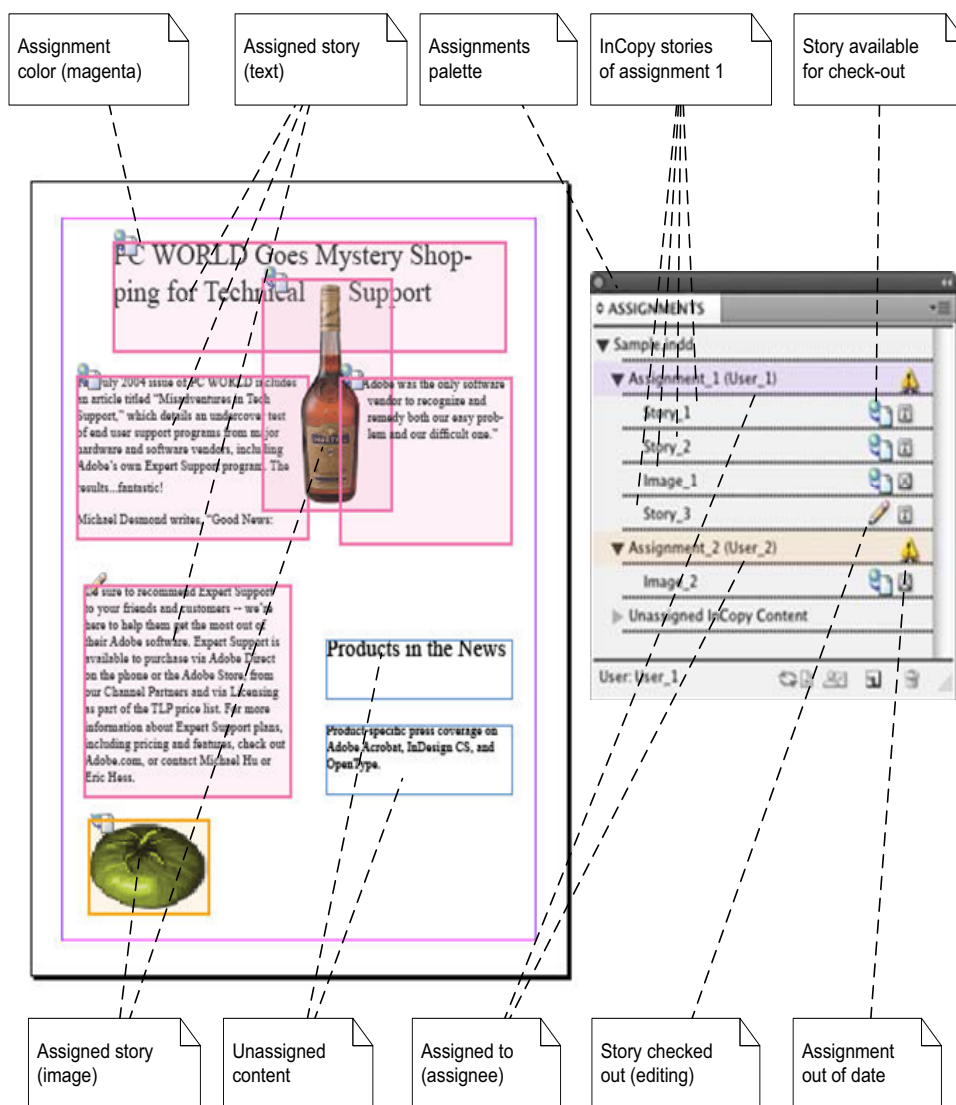 Assignment
color (magenta)
Assigned story
(text)
Assignments
palette
InCopy stories
of assignment 1
Story available
for check-out
PC WORLD Goes Mystery Shop-
ping for Technical Support
July 2004 issue of PC WORLD includes
an article titled “Misadventures in Tech
Support,” which details an undercover test
of end user support programs from major
hardware and software vendors, including
Adobe’s own Expert Support program. The
results...fantastic!
Michael Desmond writes, “Good News:
Adobe was the only software
vendor to recognize and
remedy both our easy prob-
lem and our difficult one.”
Be sure to recommend Expert Support
to your friends and customers -- we’re
here to help them get the most out of
their Adobe software. Expert Support is
available to purchase via Adobe Direct
on the phone or the Adobe Store, from
our Channel Partners and via Licensing
as part of the TLP price list. For more
information about Expert Support plans,
including pricing and features, check out
Adobe.com, or contact Michael Hu or
Eric Hess.
Products in the News
Product-specific press coverage on
Adobe Acrobat, InDesign CS, and
OpenType.
ASSIGNMENTS
Sample.indd
Assignment_1 (User_1)
Story_1
Story_2
Image_1
Story_3
Assignment_2 (User_2)
Image_2
Unassigned InCopy Content
User: User_1
Assigned story
(image)
Unassigned
content
Assigned to
(assignee)
Story checked
out (editing)
Assignment
out of date